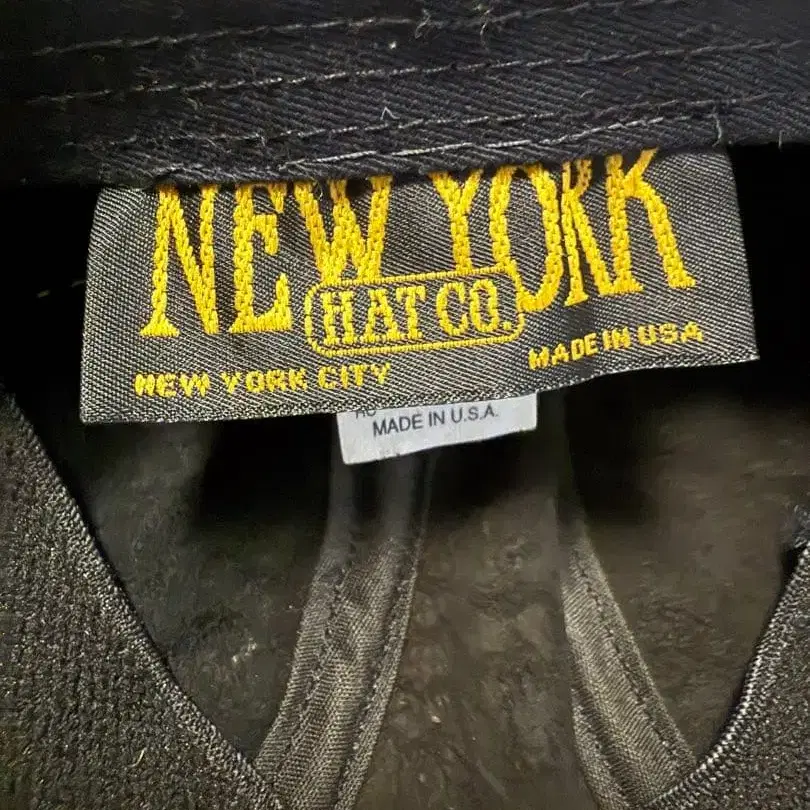 NEW YORK
HAT CO.
NEW YORK CITY MADE IN USA
MADE IN U.S.A.